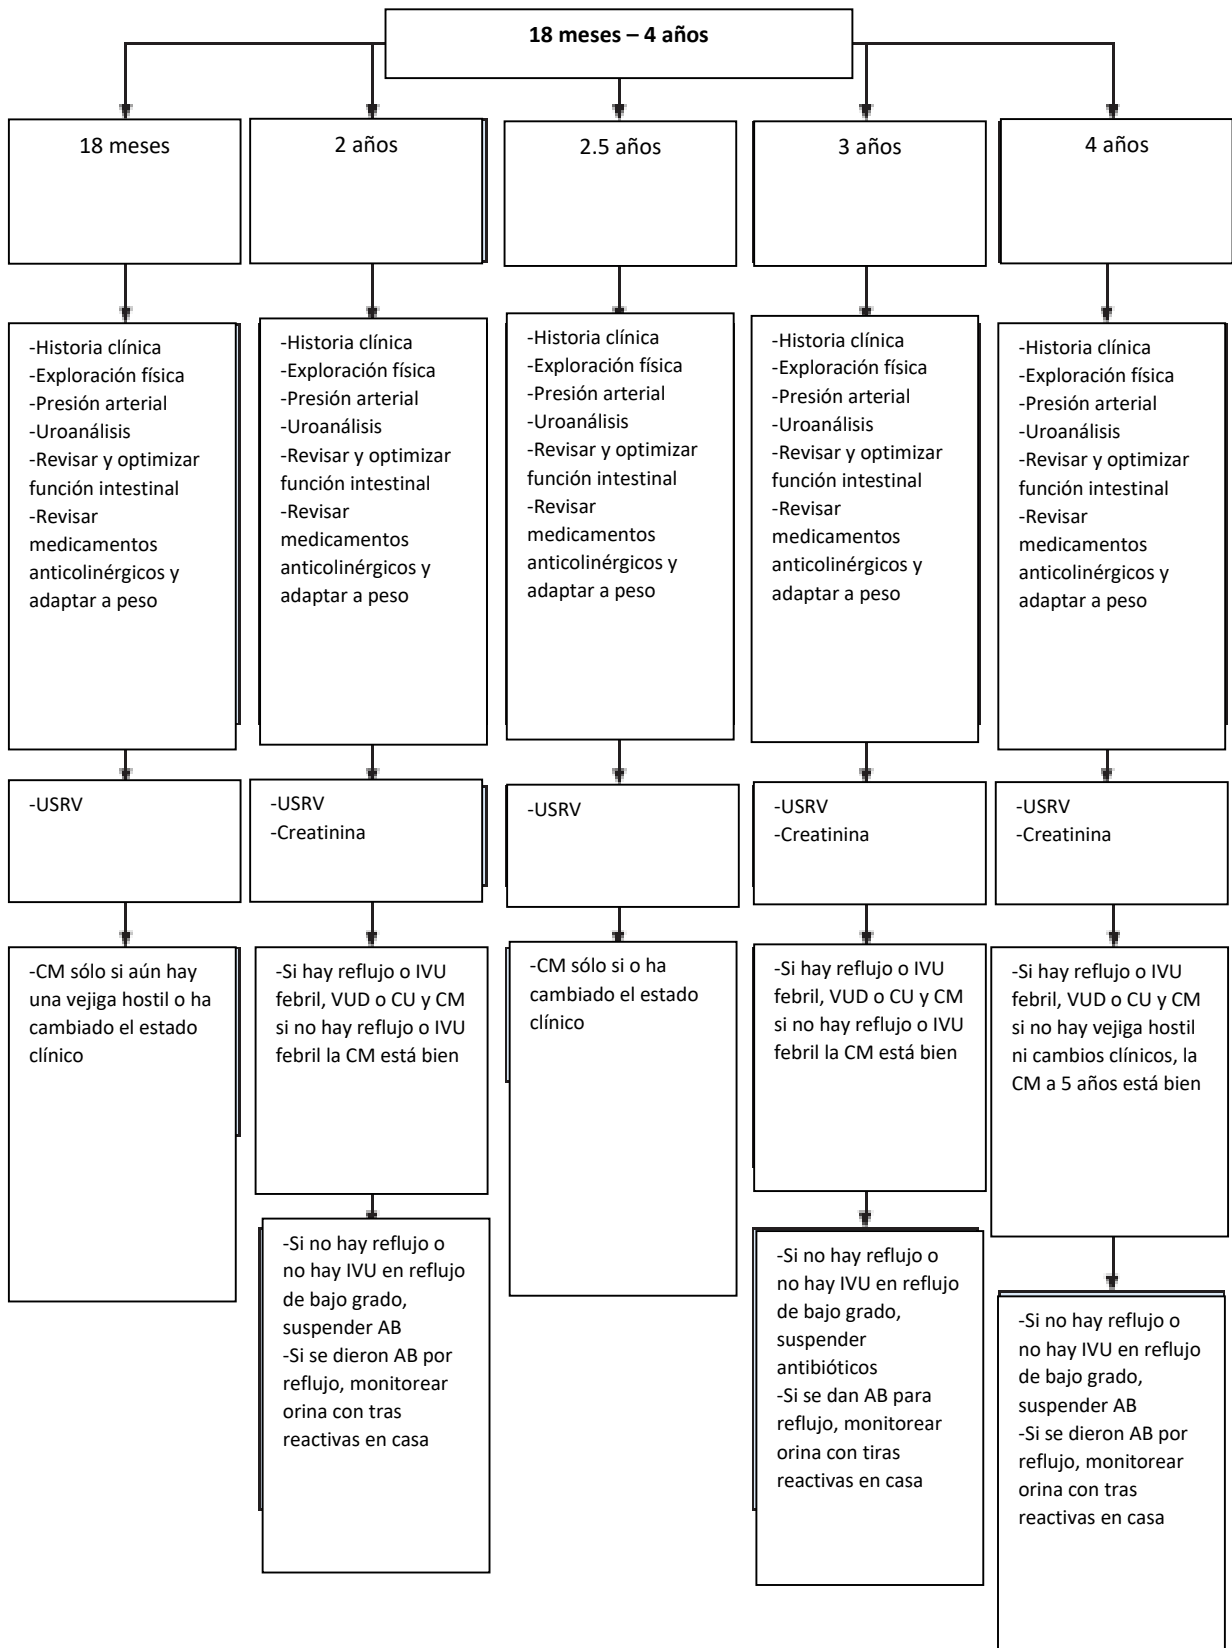 18 meses – 4 años
18 meses
2 años
2.5 años
3 años
4 años
-Historia clínica
-Exploración física
-Presión arterial
-Uroanálisis
-Revisar y optimizar
función intestinal
-Revisar
medicamentos
anticolinérgicos y
adaptar a peso
-Historia clínica
-Exploración física
-Presión arterial
-Uroanálisis
-Revisar y optimizar
función intestinal
-Revisar
medicamentos
anticolinérgicos y
adaptar a peso
-Historia clínica
-Exploración física
-Presión arterial
-Uroanálisis
-Revisar y optimizar
función intestinal
-Revisar
medicamentos
anticolinérgicos y
adaptar a peso
-Historia clínica
-Exploración física
-Presión arterial
-Uroanálisis
-Revisar y optimizar
función intestinal
-Revisar
medicamentos
anticolinérgicos y
adaptar a peso
-Historia clínica
-Exploración física
-Presión arterial
-Uroanálisis
-Revisar y optimizar
función intestinal
-Revisar
medicamentos
anticolinérgicos y
adaptar a peso
-USRV
-USRV
-Creatinina
-USRV
-USRV
-Creatinina
-USRV
-Creatinina
-CM sólo si aún hay
una vejiga hostil o ha
cambiado el estado
clínico
-Si hay reflujo o IVU
febril, VUD o CU y CM
si no hay reflujo o IVU
febril la CM está bien
-CM sólo si o ha
cambiado el estado
clínico
-Si hay reflujo o IVU
febril, VUD o CU y CM
si no hay reflujo o IVU
febril la CM está bien
-Si hay reflujo o IVU
febril, VUD o CU y CM
si no hay vejiga hostil
ni cambios clínicos, la
CM a 5 años está bien
-Si no hay reflujo o
no hay IVU en reflujo
de bajo grado,
suspender AB
-Si se dieron AB por
reflujo, monitorear
orina con tras
reactivas en casa
-Si no hay reflujo o
no hay IVU en reflujo
de bajo grado,
suspender
antibióticos
-Si se dan AB para
reflujo, monitorear
orina con tiras
reactivas en casa
-Si no hay reflujo o
no hay IVU en reflujo
de bajo grado,
suspender AB
-Si se dieron AB por
reflujo, monitorear
orina con tras
reactivas en casa